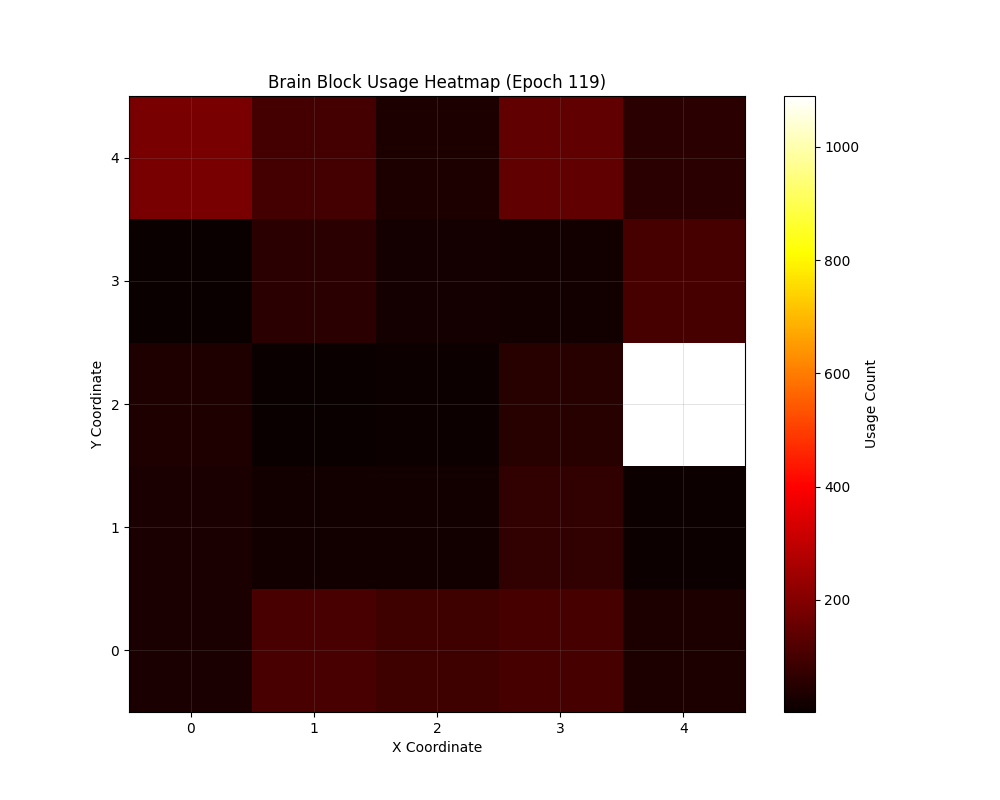 Brain Block Usage Heatmap (Epoch 119)
4
3
2
1
0
Y Coordinate
0 1 2 3 4
X Coordinate
1000
800
600
400
200
Usage Count